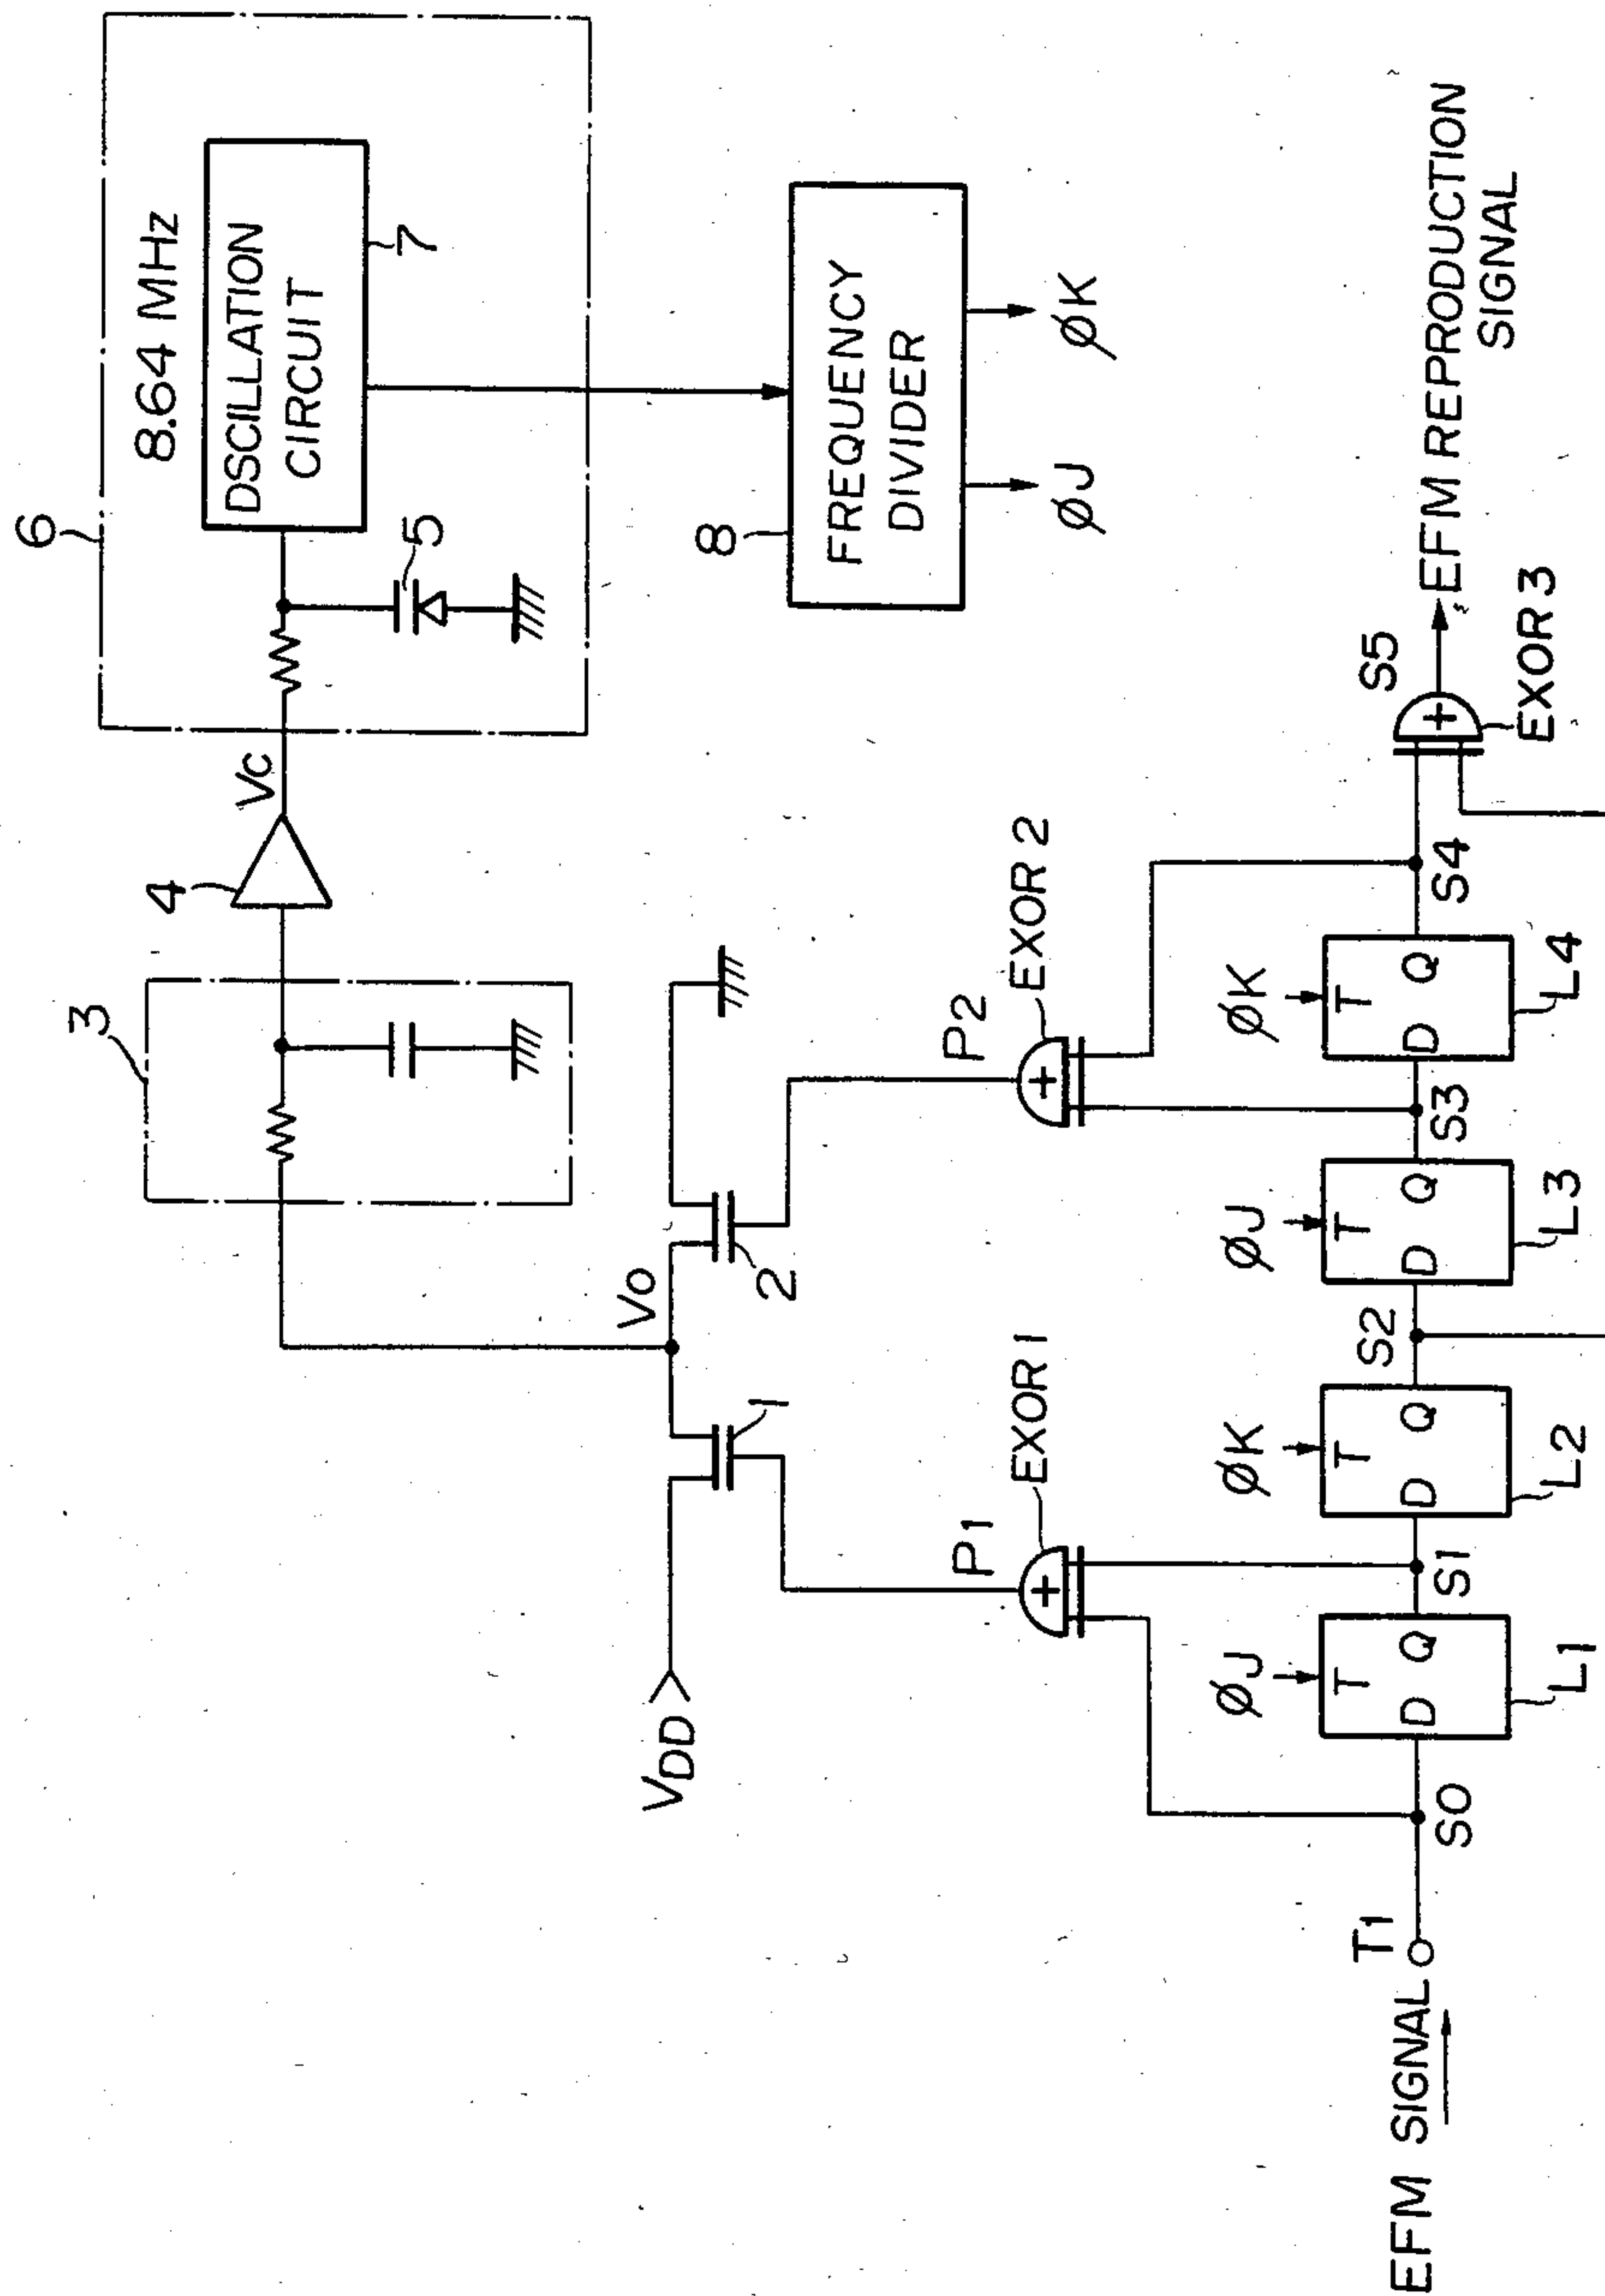 6
8.64 MHz
DSCILLATION
CIRCUIT
7
5
Vc
4
3
8
FREQUENCY
DIVIDER
ØJ
ØK
VDD
Vo
1
2
P1
EXOR 1
P2
EXOR 2
EFM SIGNAL
T1
S0
ØJ
T
D
Q
L1
S1
ØK
T
D
Q
L2
S2
ØJ
T
D
Q
L3
S3
ØK
T
D
Q
L4
S4
S5
EXOR 3
EFM REPRODUCTION
SIGNAL